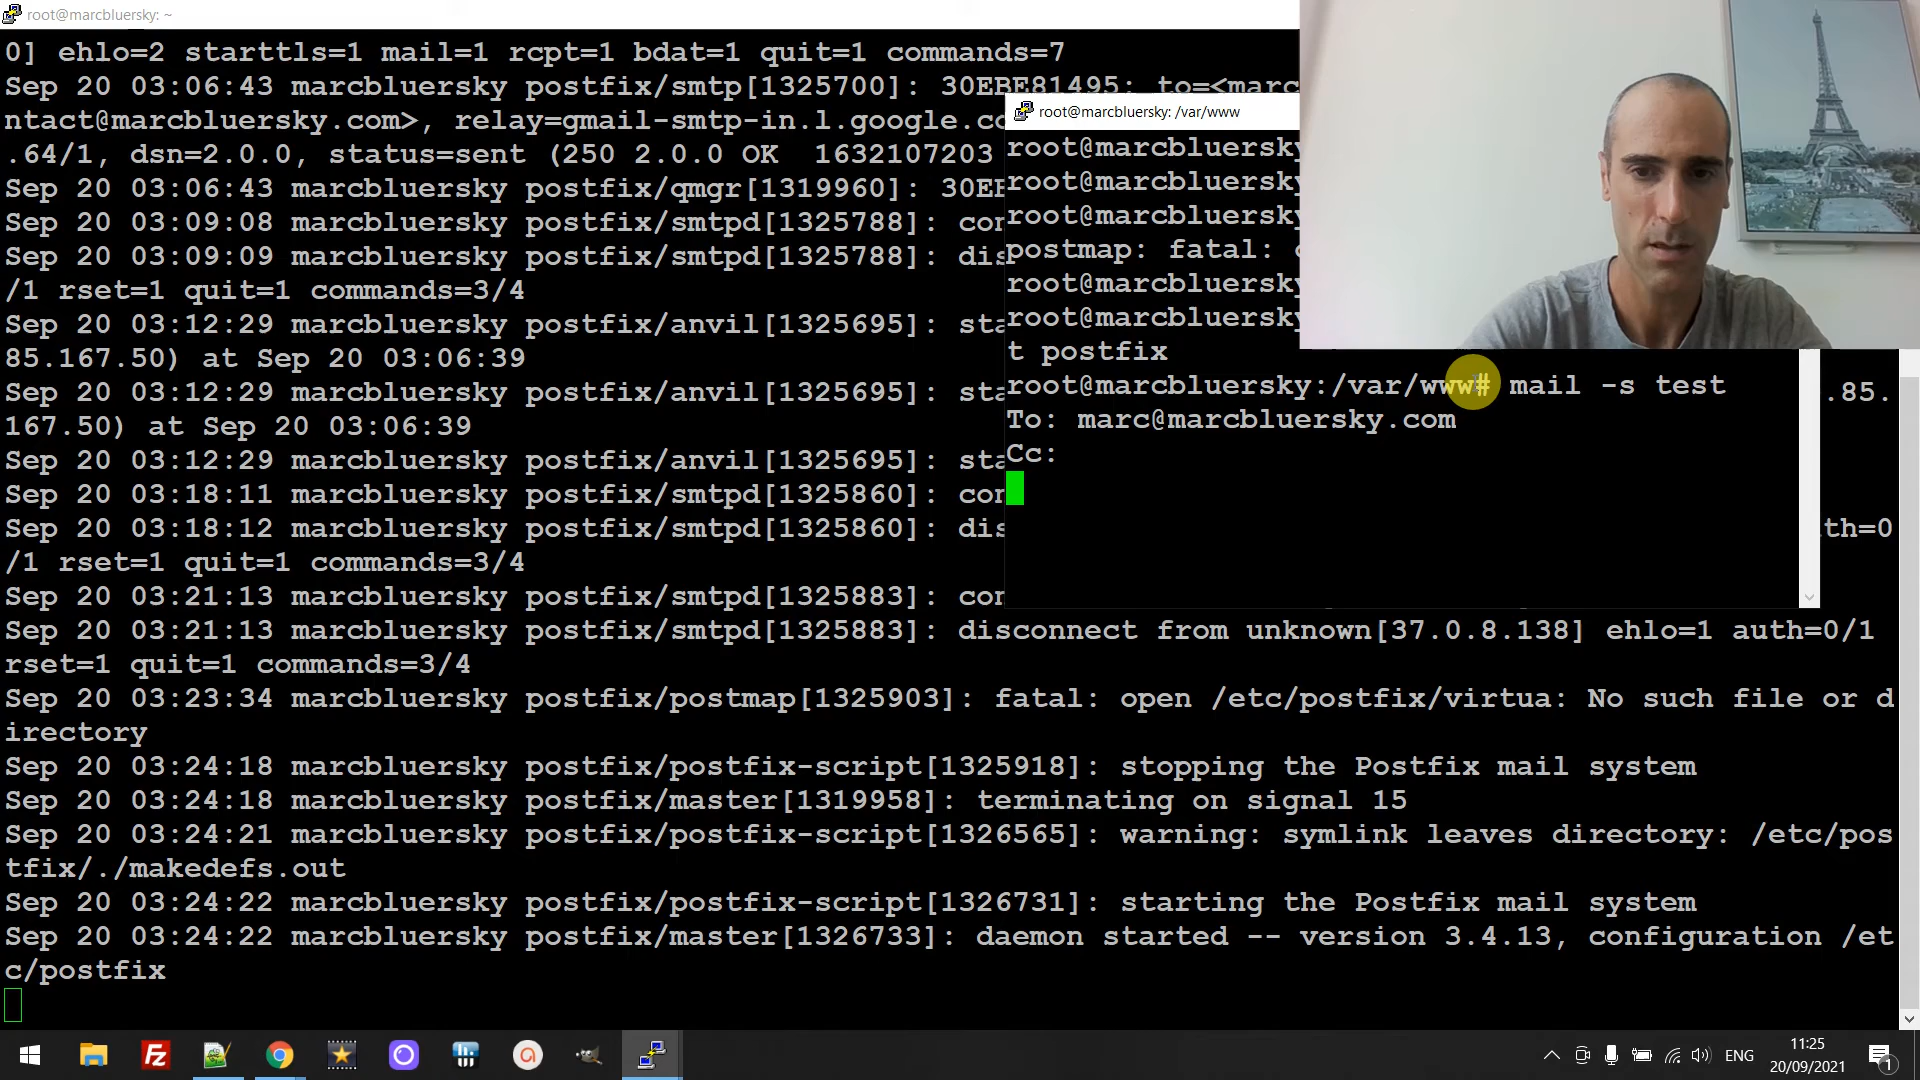 root@marcbluersky: ~
0] ehlo=2 starttls=1 mail=1 rcpt=1 bdat=1 quit=1 commands=7
Sep 20 03:06:43 marcbluersky postfix/smtp[1325700]: 30EBE81495: to=<marc
ntact@marcbluersky.com>, relay=gmail-smtp-in.l.google.co
.64/1, dsn=2.0.0, status=sent (250 2.0.0 OK  1632107203
Sep 20 03:06:43 marcbluersky postfix/qmgr[1319960]: 30EB
Sep 20 03:09:08 marcbluersky postfix/smtpd[1325788]: con
Sep 20 03:09:09 marcbluersky postfix/smtpd[1325788]: dis
/1 rset=1 quit=1 commands=3/4
Sep 20 03:12:29 marcbluersky postfix/anvil[1325695]: sta
85.167.50) at Sep 20 03:06:39
Sep 20 03:12:29 marcbluersky postfix/anvil[1325695]: sta
.85.
167.50) at Sep 20 03:06:39
Sep 20 03:12:29 marcbluersky postfix/anvil[1325695]: sta
Sep 20 03:18:11 marcbluersky postfix/smtpd[1325860]: con
Sep 20 03:18:12 marcbluersky postfix/smtpd[1325860]: dis
th=0
/1 rset=1 quit=1 commands=3/4
Sep 20 03:21:13 marcbluersky postfix/smtpd[1325883]: con
Sep 20 03:21:13 marcbluersky postfix/smtpd[1325883]: disconnect from unknown[37.0.8.138] ehlo=1 auth=0/1
rset=1 quit=1 commands=3/4
Sep 20 03:23:34 marcbluersky postfix/postmap[1325903]: fatal: open /etc/postfix/virtua: No such file or d
irectory
Sep 20 03:24:18 marcbluersky postfix/postfix-script[1325918]: stopping the Postfix mail system
Sep 20 03:24:18 marcbluersky postfix/master[1319958]: terminating on signal 15
Sep 20 03:24:21 marcbluersky postfix/postfix-script[1326565]: warning: symlink leaves directory: /etc/pos
tfix/./makedefs.out
Sep 20 03:24:22 marcbluersky postfix/postfix-script[1326731]: starting the Postfix mail system
Sep 20 03:24:22 marcbluersky postfix/master[1326733]: daemon started -- version 3.4.13, configuration /et
c/postfix
root@marcbluersky: /var/www
root@marcbluersky
root@marcbluersky
root@marcbluersky
postmap: fatal:
root@marcbluersky
root@marcbluersky
t postfix
root@marcbluersky:/var/www# mail -s test
To: marc@marcbluersky.com
Cc:
ENG
11:25
20/09/2021
1